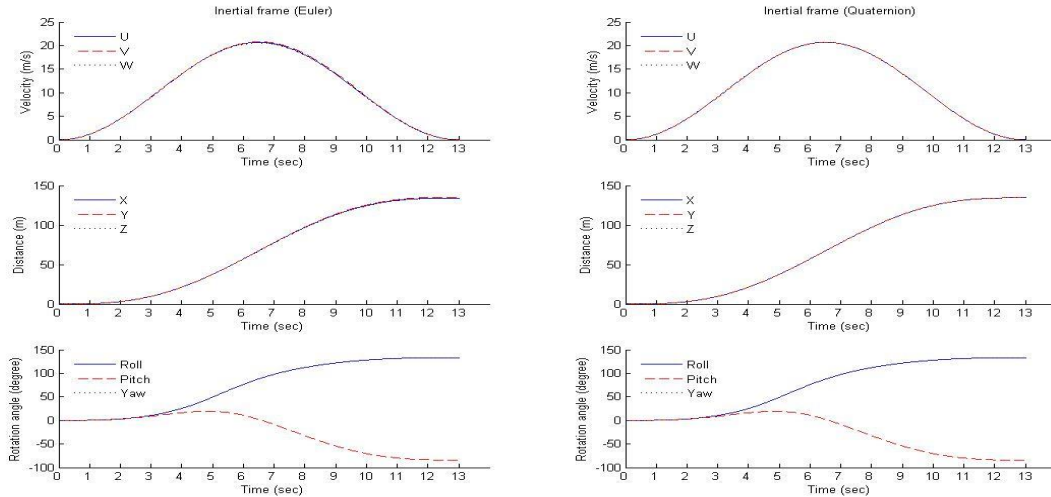 Inertial frame (Euler)
25
20
15
10
5
0
Velocity (m/s)
U
V
W
0 1 2 3 4 5 6 7 8 9 10 11 12 13
Time (sec)
150
100
50
0
Distance (m)
X
Y
Z
0 1 2 3 4 5 6 7 8 9 10 11 12 13
Time (sec)
150
100
50
0
-50
-100
Rotation angle (degree)
Roll
Pitch
Yaw
0 1 2 3 4 5 6 7 8 9 10 11 12 13
Time (sec)
Inertial frame (Quaternion)
25
20
15
10
5
0
Velocity (m/s)
U
V
W
0 1 2 3 4 5 6 7 8 9 10 11 12 13
Time (sec)
150
100
50
0
Distance (m)
X
Y
Z
0 1 2 3 4 5 6 7 8 9 10 11 12 13
Time (sec)
150
100
50
0
-50
-100
Rotation angle (degree)
Roll
Pitch
Yaw
0 1 2 3 4 5 6 7 8 9 10 11 12 13
Time (sec)